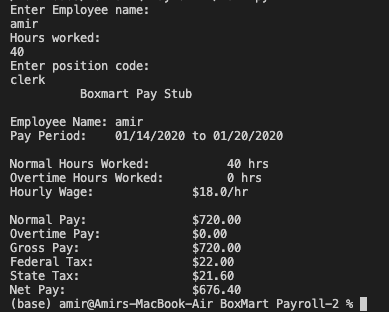 Enter Employee name:
amir
Hours worked:
40
Enter position code:
clerk
Boxmart Pay Stub
Employee Name: amir
Pay Period: 01/14/2020 to 01/20/2020
Normal Hours Worked: 40 hrs
Overtime Hours Worked: 0 hrs
Hourly Wage: $18.0/hr
Normal Pay: $720.00
Overtime Pay: $0.00
Gross Pay: $720.00
Federal Tax: $22.00
State Tax: $21.60
Net Pay: $676.40
(base) amir@Amirs-MacBook-Air BoxMart Payroll-2 %